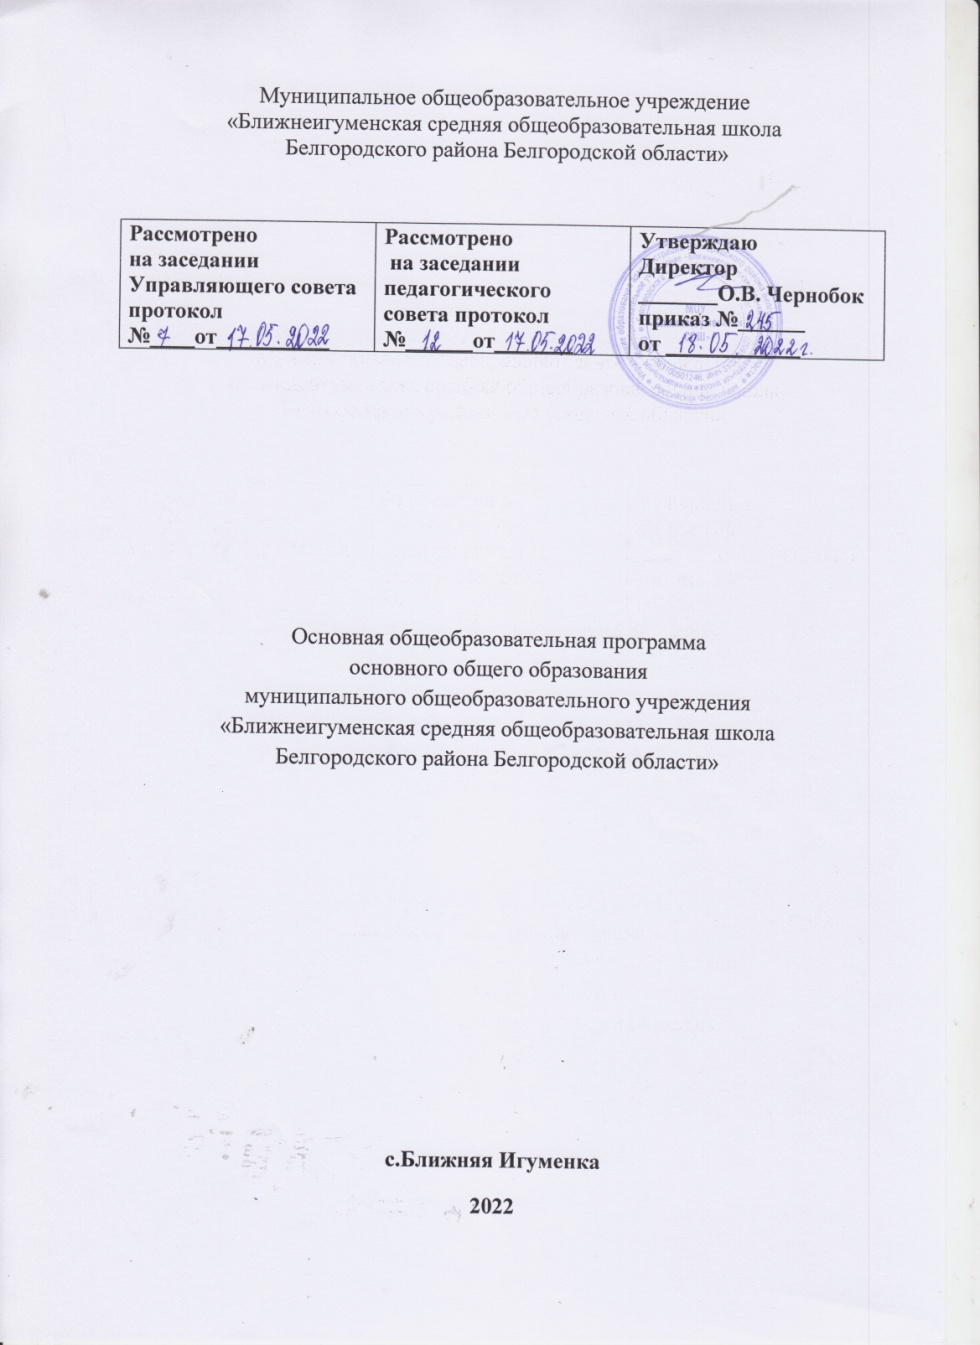 Муниципальное общеобразовательное учреждение
«Ближнеигуменская средняя общеобразовательная школа
Белгородского района Белгородской области»
Рассмотрено
на заседании
Управляющего совета
протокол
№ 7 от 17.05.2022
Рассмотрено
на заседании
педагогического
совета протокол
№ 12 от 17.05.2022
Утверждаю
Директор
________О.В. Чернобок
приказ № 245
от 18.05.2022г.
Российская Федерация
Основная общеобразовательная программа
основного общего образования
муниципального общеобразовательного учреждения
«Ближнеигуменская средняя общеобразовательная школа
Белгородского района Белгородской области»
с.Ближняя Игуменка
2022